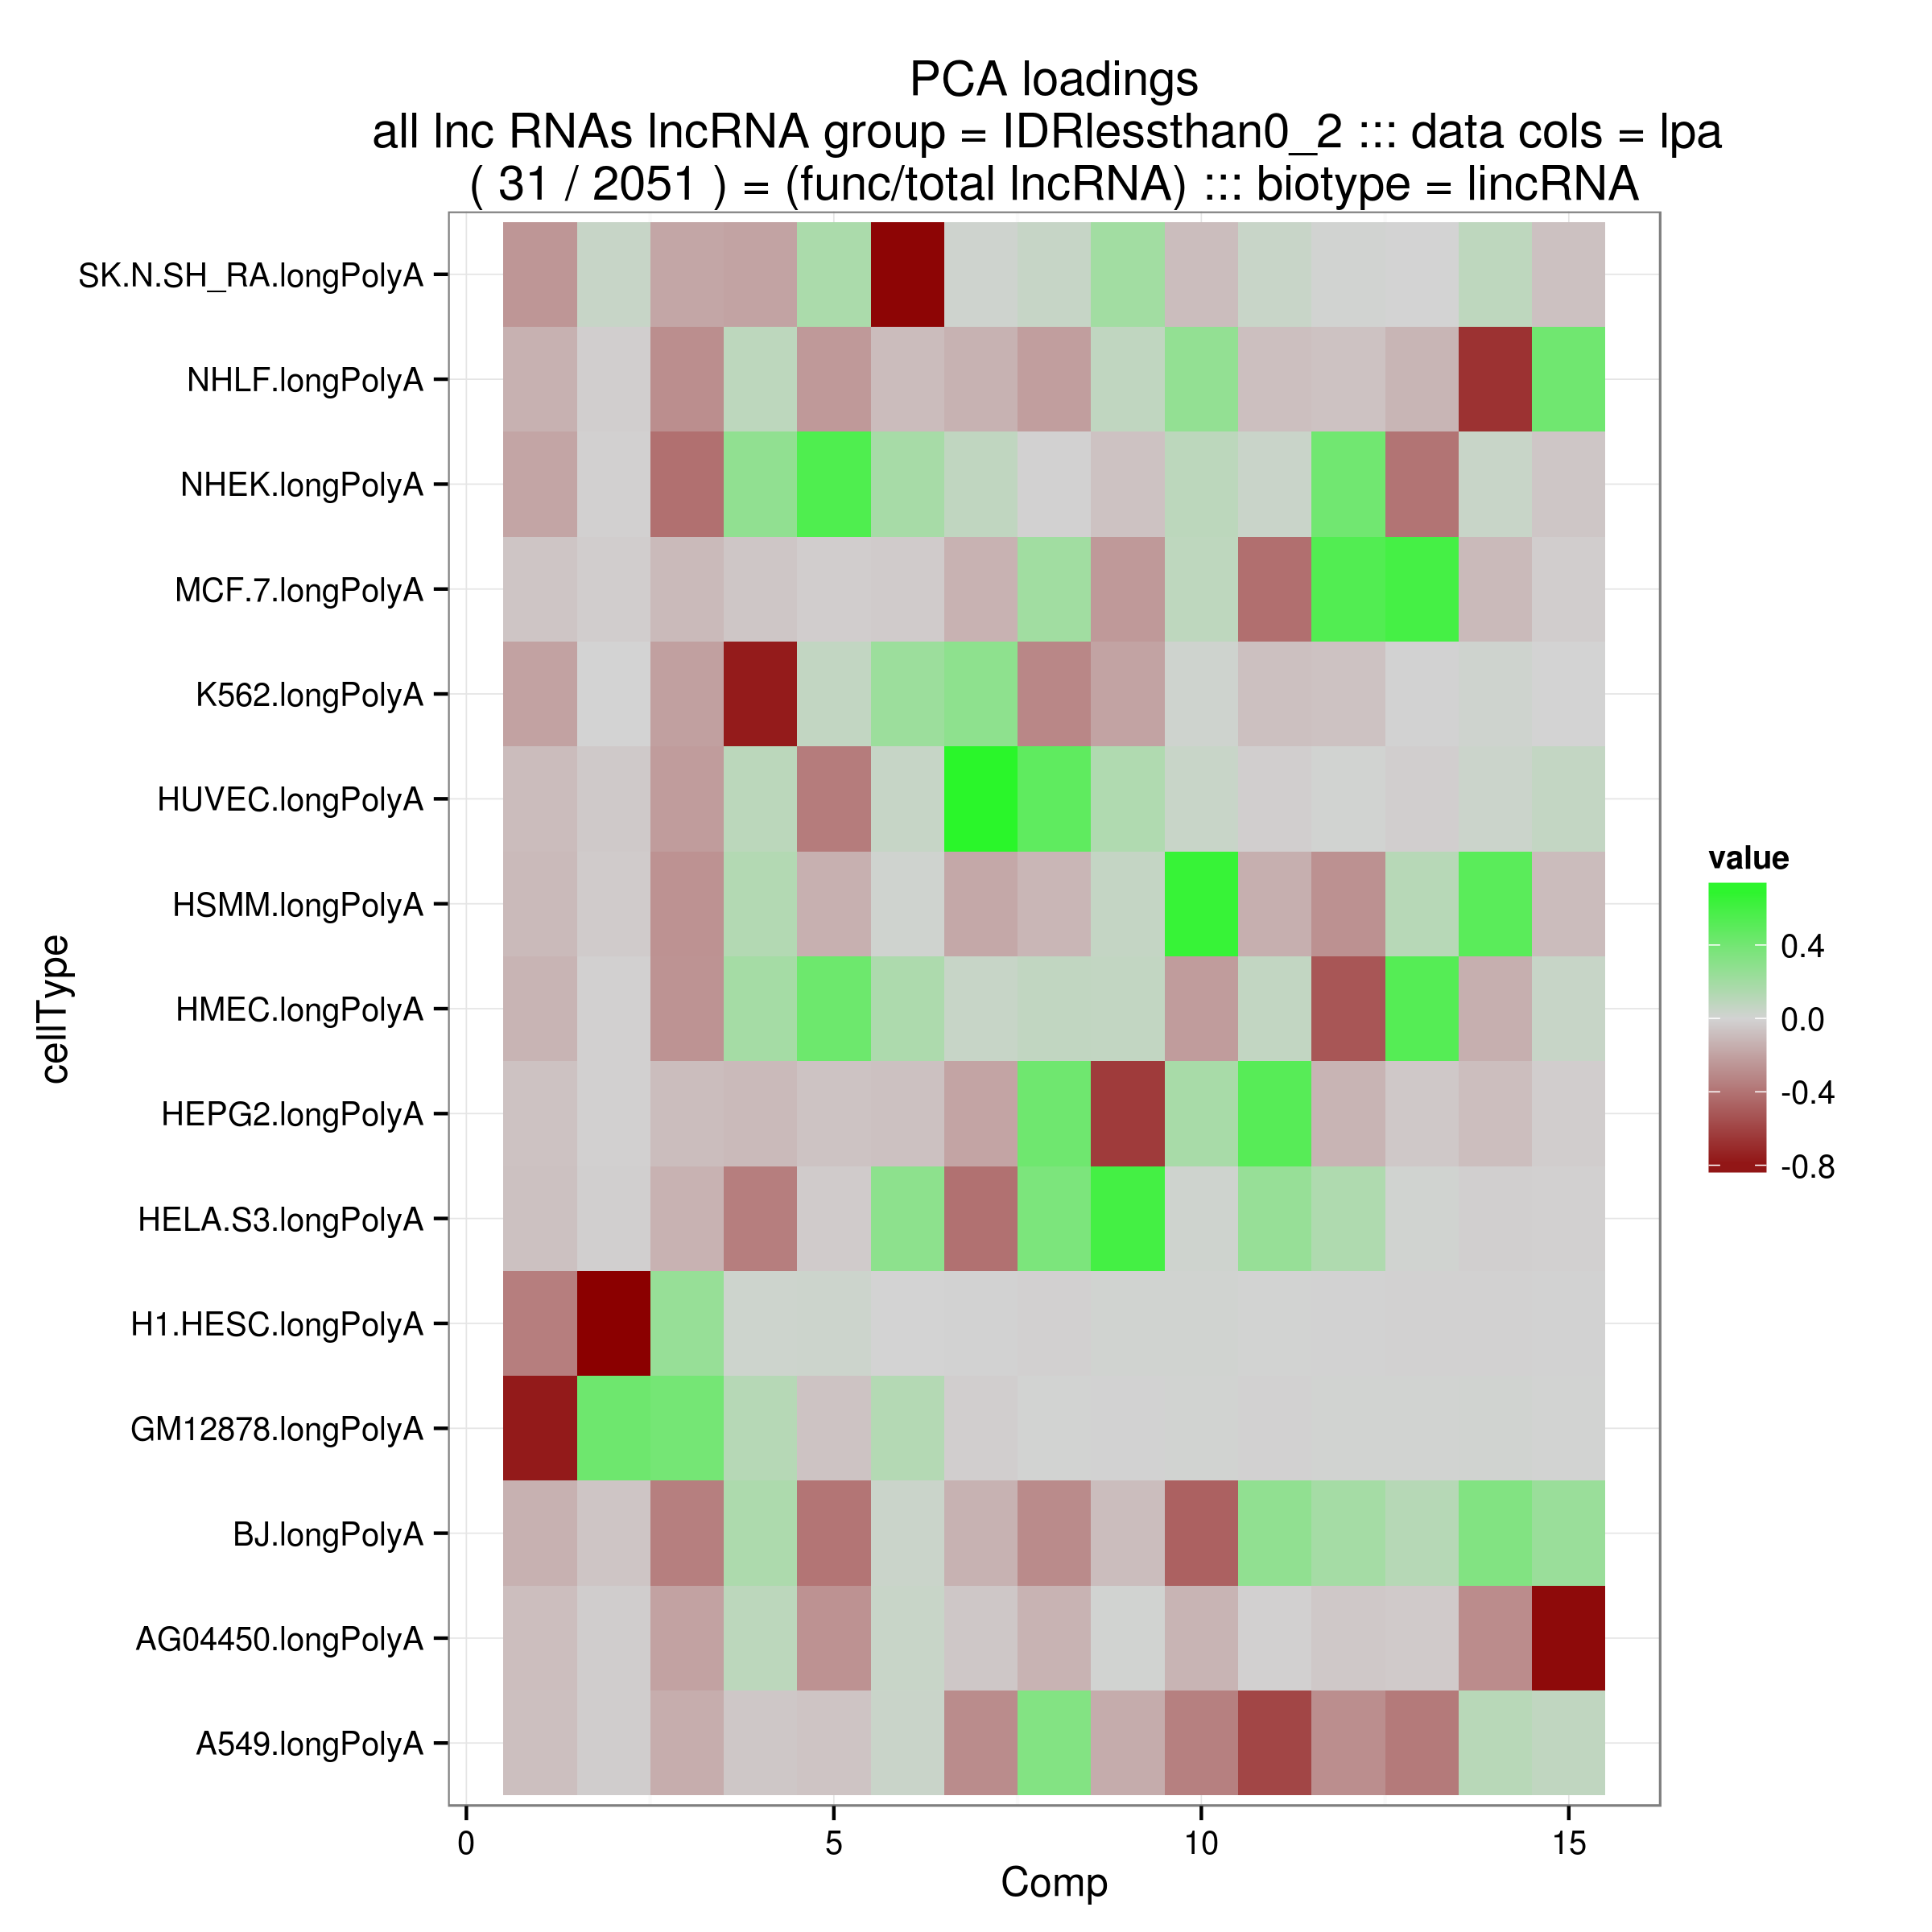 PCA loadings
all lnc RNAs lncRNA group = IDRlessthan0_2 ::: data cols = lpa
( 31 / 2051 ) = (func/total lncRNA) ::: biotype = lincRNA
SK.N.SH_RA.longPolyA
NHLF.longPolyA
NHEK.longPolyA
MCF.7.longPolyA
K562.longPolyA
HUVEC.longPolyA
HSMM.longPolyA
HMEC.longPolyA
HEPG2.longPolyA
HELA.S3.longPolyA
H1.HESC.longPolyA
GM12878.longPolyA
BJ.longPolyA
AG04450.longPolyA
A549.longPolyA
cellType
0 5 10 15
Comp
value
0.4
0.0
-0.4
-0.8